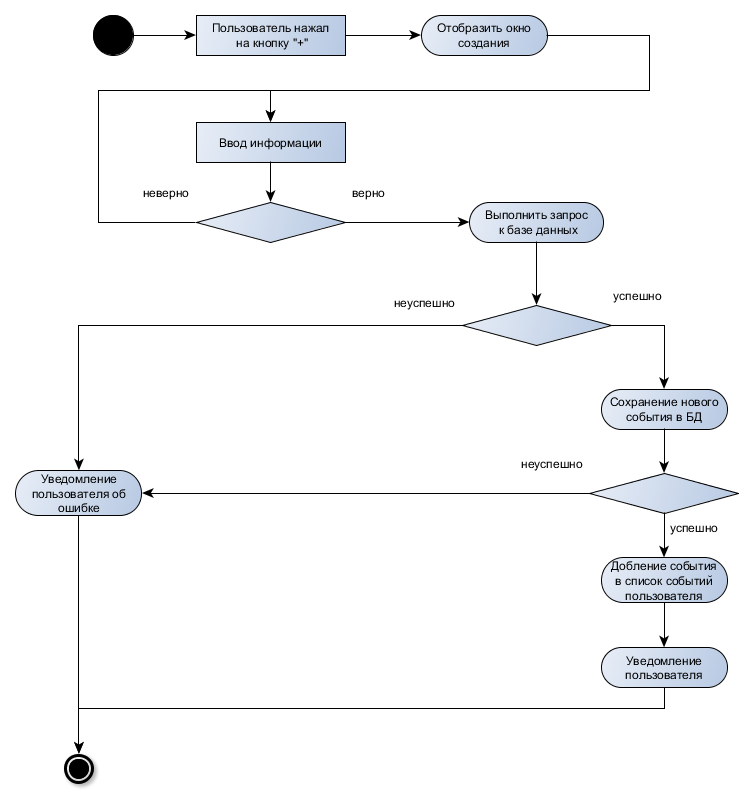 Пользователь нажал
на кнопку "+"
Отобразить окно
создания
Ввод информации
неверно
верно
Выполнить запрос
к базе данных
неуспешно
успешно
Сохранение нового
события в БД
неуспешно
Уведомление
пользователя об
ошибке
успешно
Добление события
в список событий
пользователя
Уведомление
пользователя